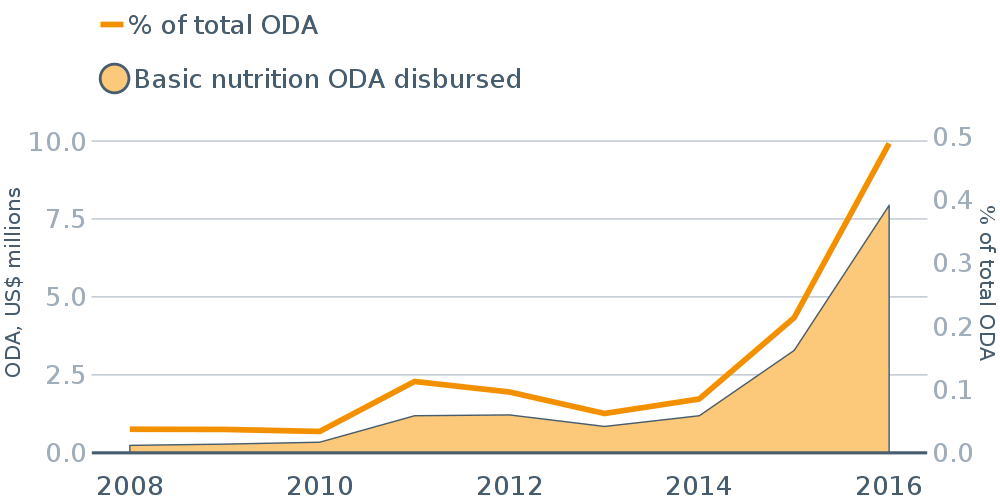 % of total ODA
Basic nutrition ODA disbursed
10.0
7.5
5.0
2.5
0.0
ODA, US$ millions
0.5
0.4
0.3
0.2
0.1
0.0
% of total ODA
2008 2010 2012 2014 2016